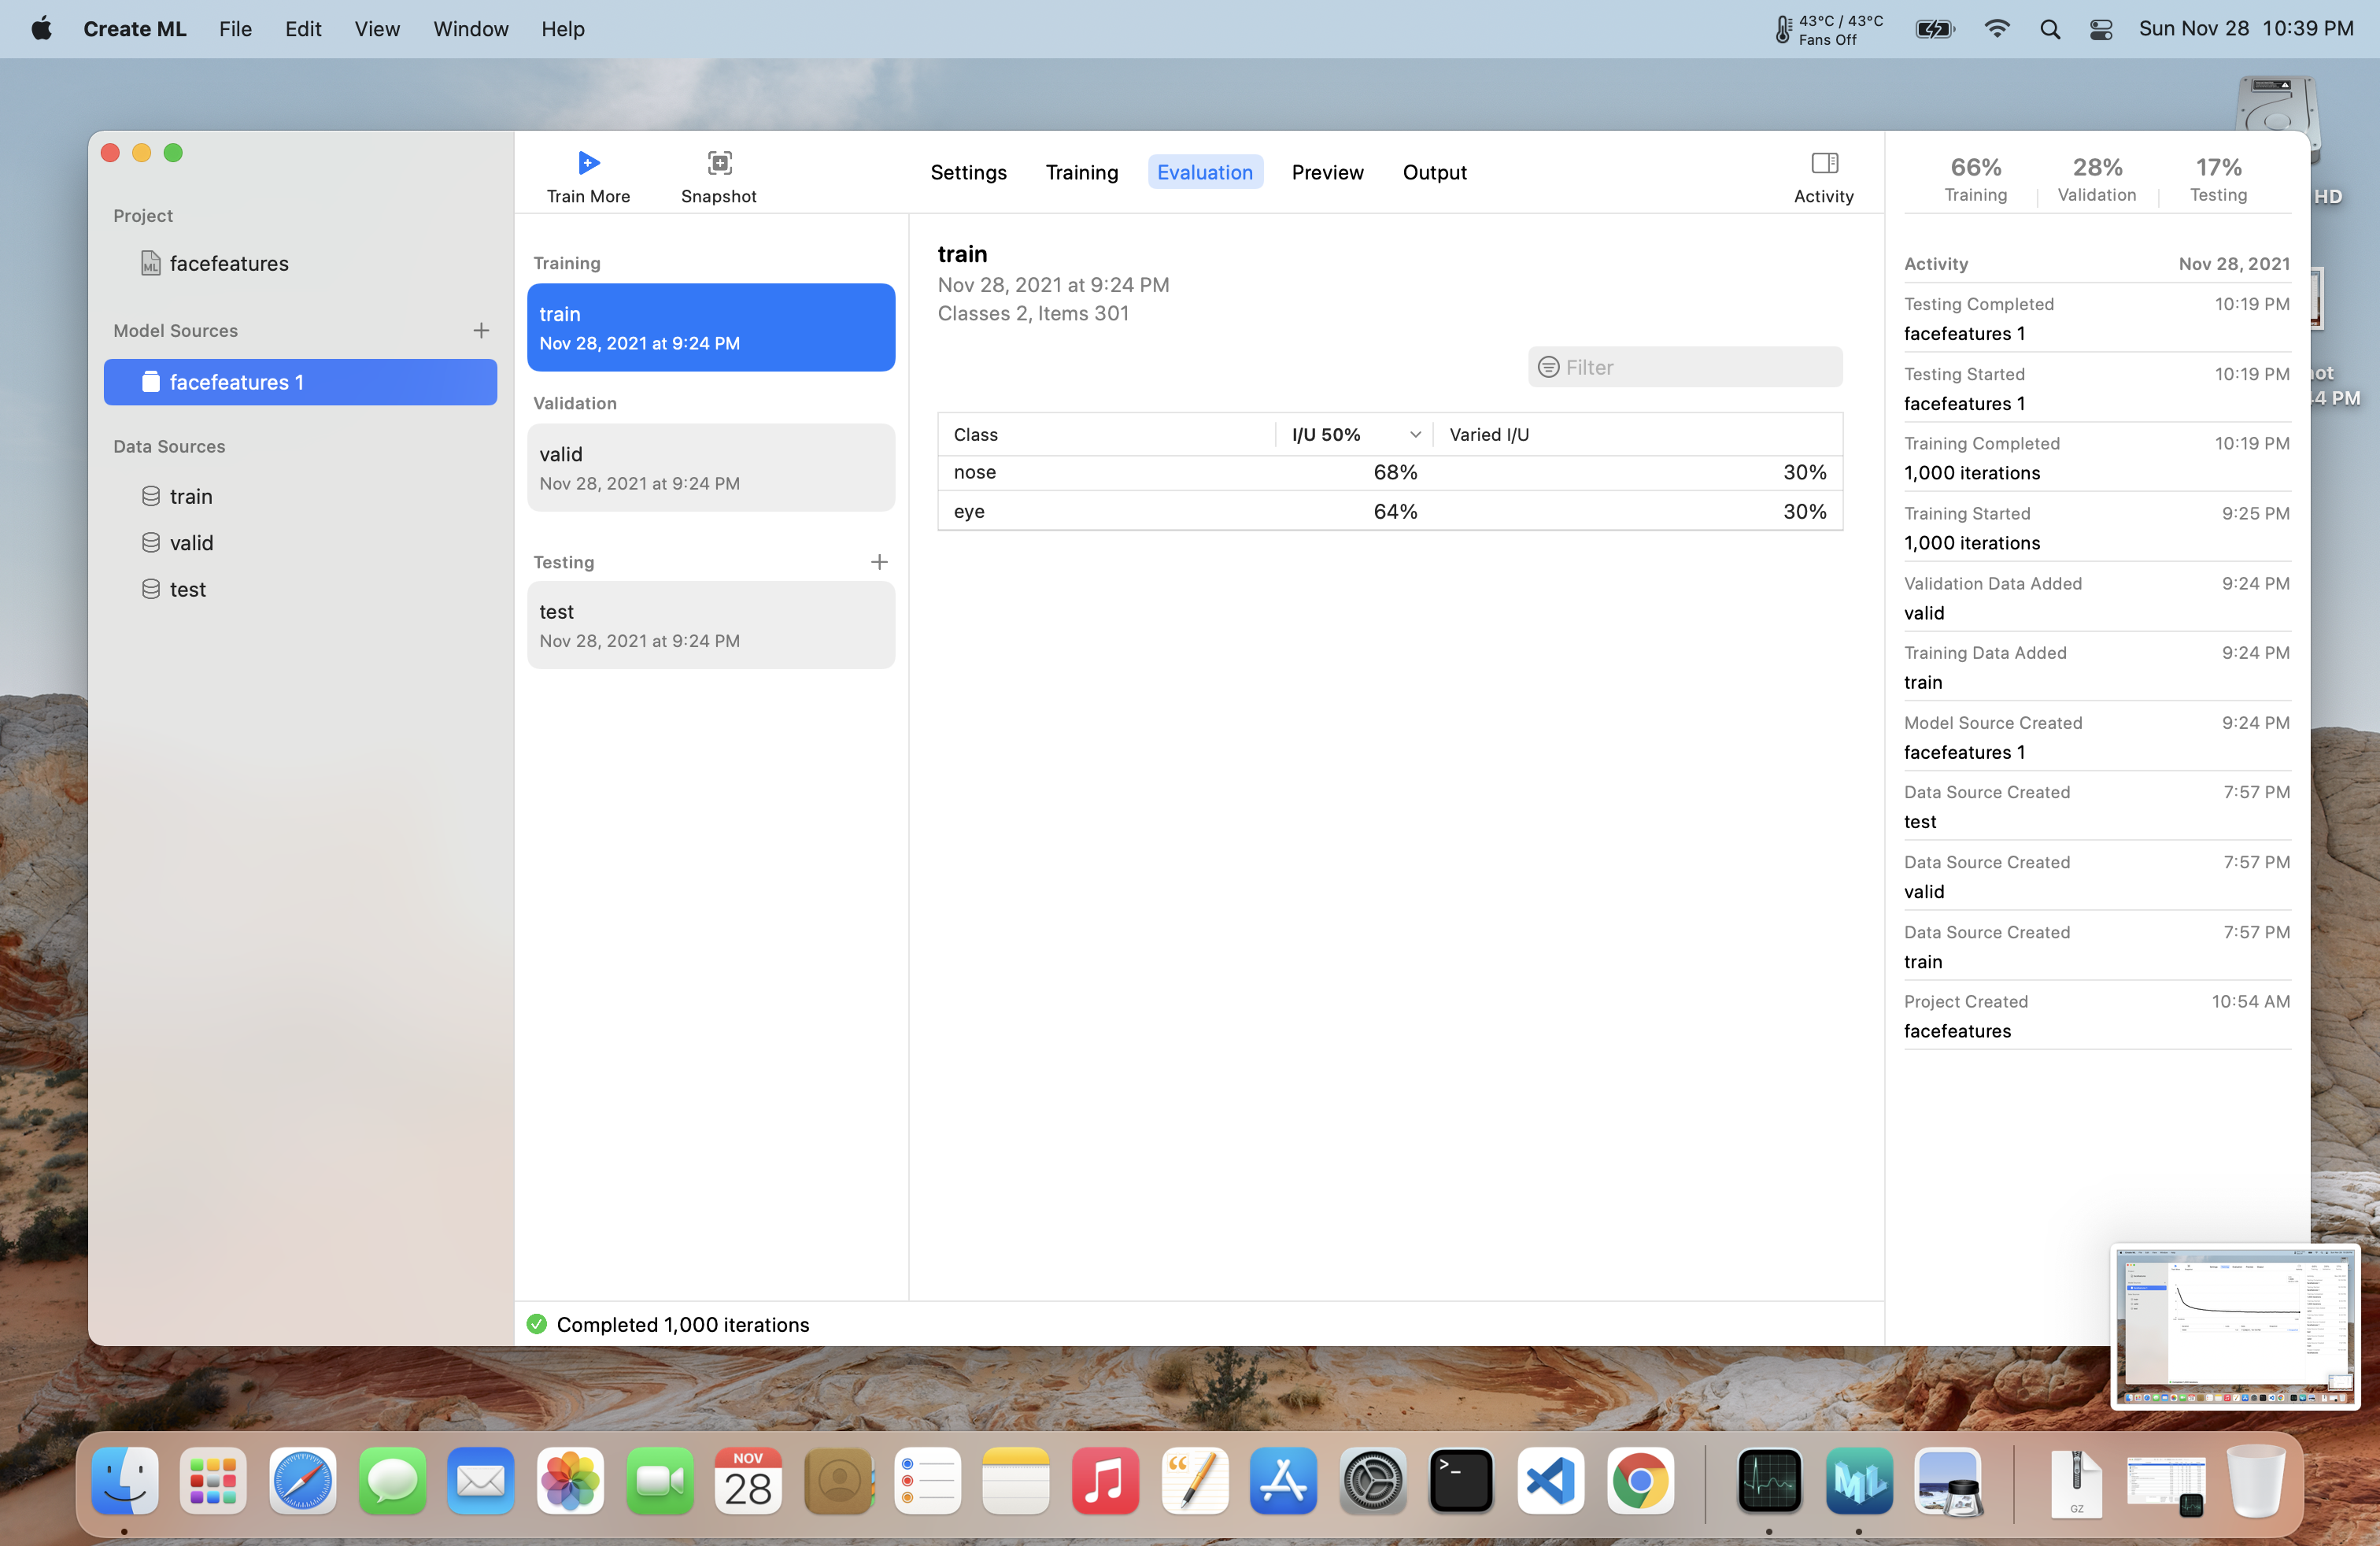 Create ML File Edit View Window Help
43°C / 43°C
Fans Off
Sun Nov 28 10:39 PM
HD
Project
facefeatures
Model Sources
facefeatures 1
Data Sources
train
valid
test
Train More
Snapshot
Settings Training Evaluation Preview Output
Activity
Training
train
Nov 28, 2021 at 9:24 PM
Validation
valid
Nov 28, 2021 at 9:24 PM
Testing
test
Nov 28, 2021 at 9:24 PM
train
Nov 28, 2021 at 9:24 PM
Classes 2, Items 301
Filter
Class I/U 50% Varied I/U
nose 68% 30%
eye 64% 30%
Completed 1,000 iterations
66% 28% 17%
Training Validation Testing
Activity Nov 28, 2021
Testing Completed 10:19 PM
facefeatures 1
Testing Started 10:19 PM
facefeatures 1
Training Completed 10:19 PM
1,000 iterations
Training Started 9:25 PM
1,000 iterations
Validation Data Added 9:24 PM
valid
Training Data Added 9:24 PM
train
Model Source Created 9:24 PM
facefeatures 1
Data Source Created 7:57 PM
test
Data Source Created 7:57 PM
valid
Data Source Created 7:57 PM
train
Project Created 10:54 AM
facefeatures
4 PM
NOV
28
ML
GZ